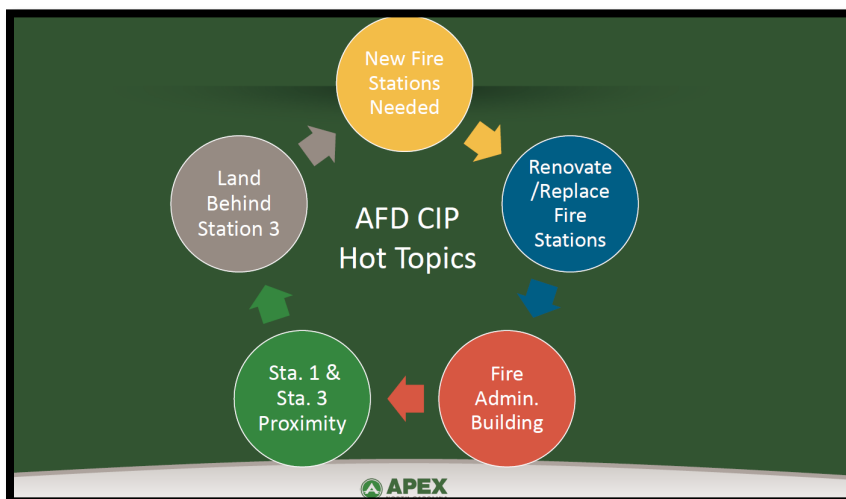 New Fire
Stations
Needed
Renovate
/Replace
Fire
Stations
Fire
Admin.
Building
Sta. 1 &
Sta. 3
Proximity
Land
Behind
Station 3
AFD CIP
Hot Topics
APEX